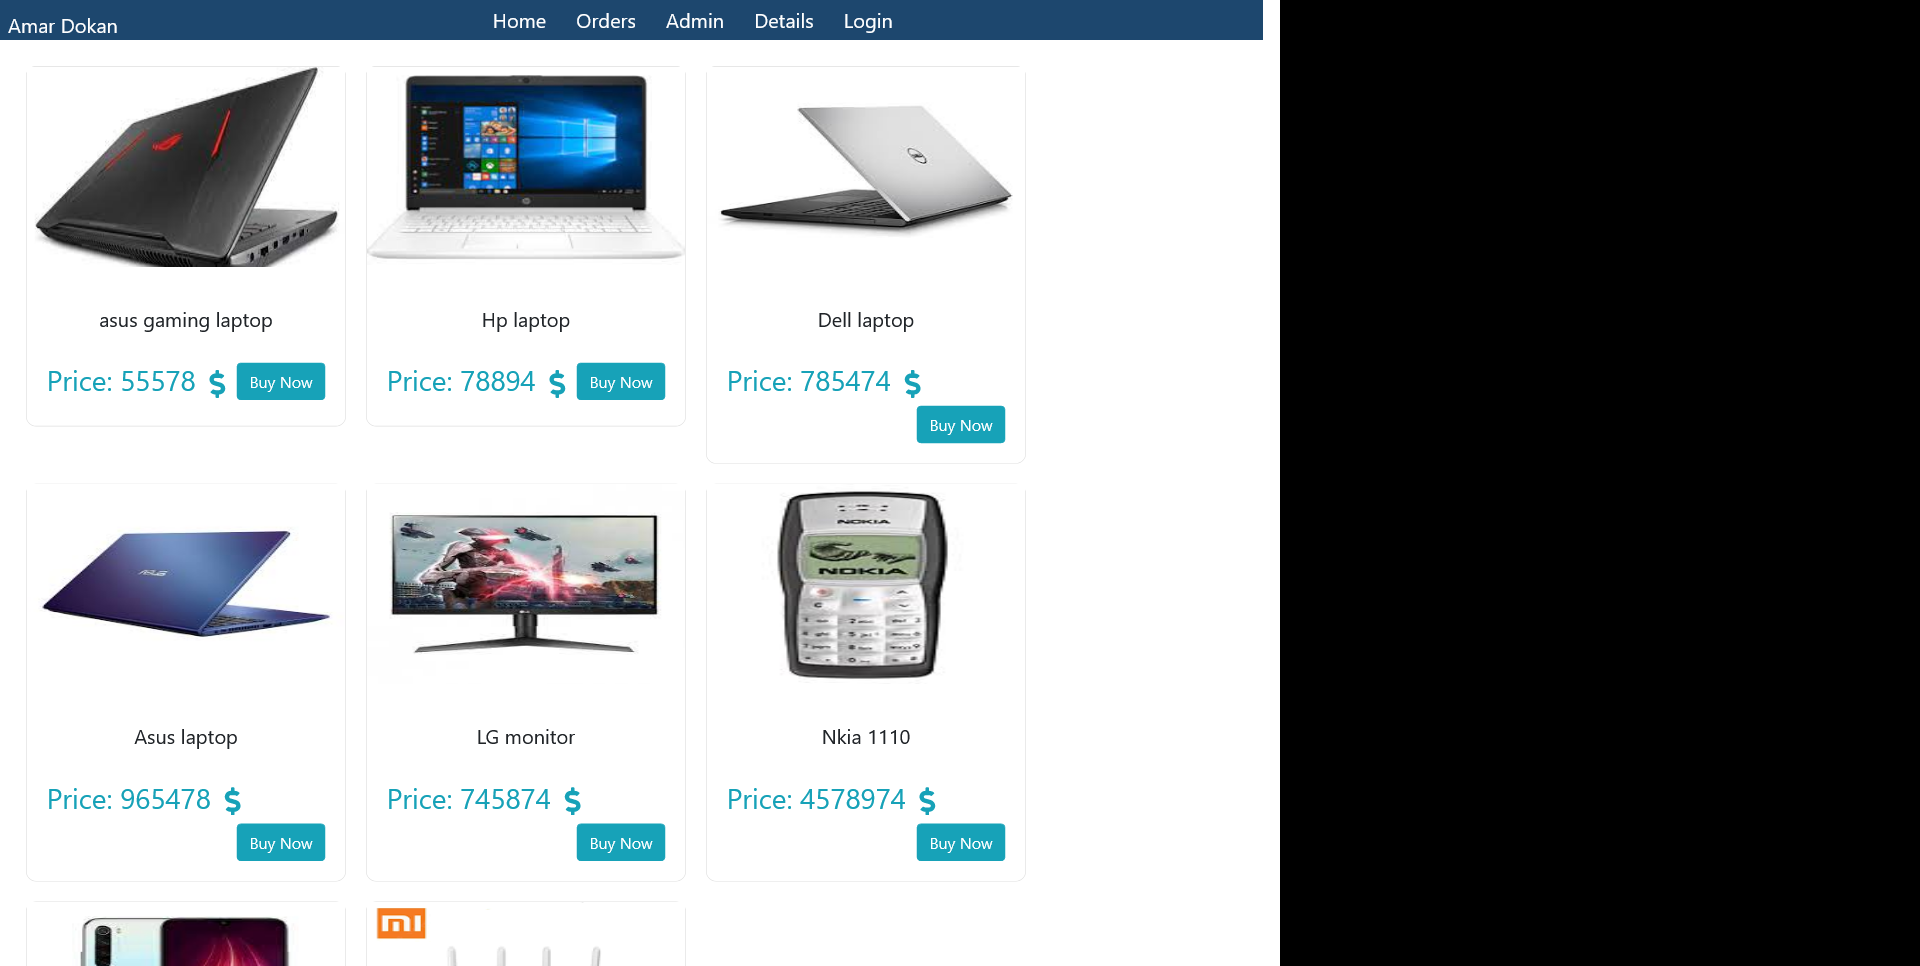 Amar Dokan
Home Orders Admin Details Login
asus gaming laptop
Price: 55578 $ Buy Now
Hp laptop
Price: 78894 $ Buy Now
Dell laptop
Price: 785474 $
Buy Now
Asus laptop
Price: 965478 $
Buy Now
LG monitor
Price: 745874 $
Buy Now
NOKIA
NOKIA
Nkia 1110
Price: 4578974 $
Buy Now
mi